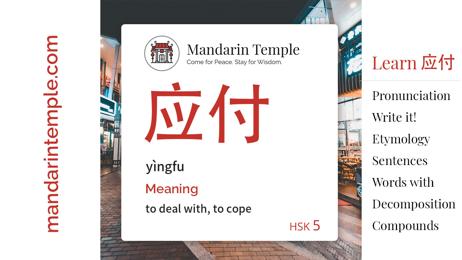 mandarintemple.com
Mandarin Temple
Come for Peace. Stay for Wisdom.
应付
yìngfu
Meaning
to deal with, to cope
HSK 5
Learn 应付
Pronunciation
Write it!
Etymology
Sentences
Words with
Decomposition
Compounds